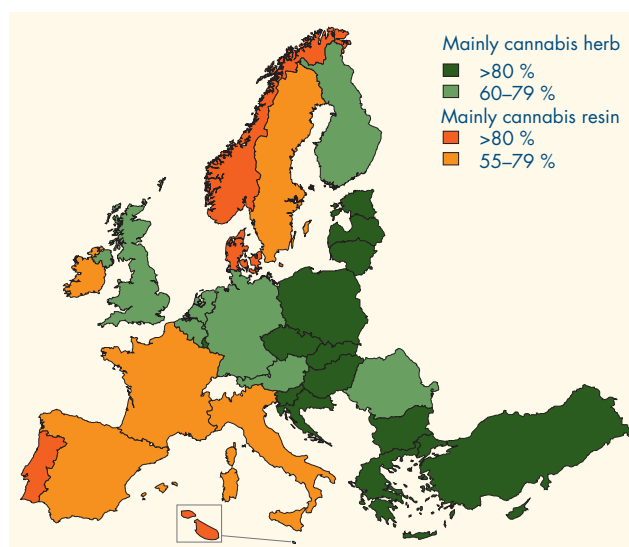 Mainly cannabis herb
>80 %
60–79 %
Mainly cannabis resin
>80 %
55–79 %